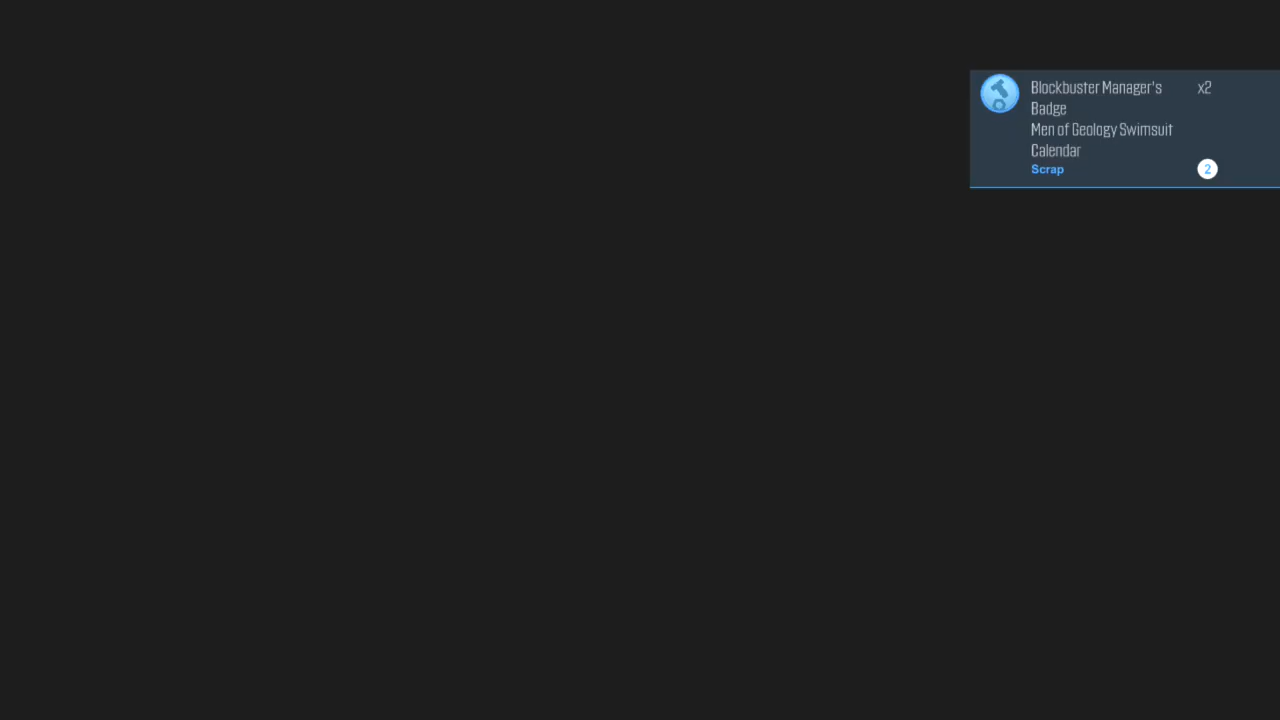 Blockbuster Manager's x2
Badge
Men of Geology Swimsuit
Calendar
Scrap 2